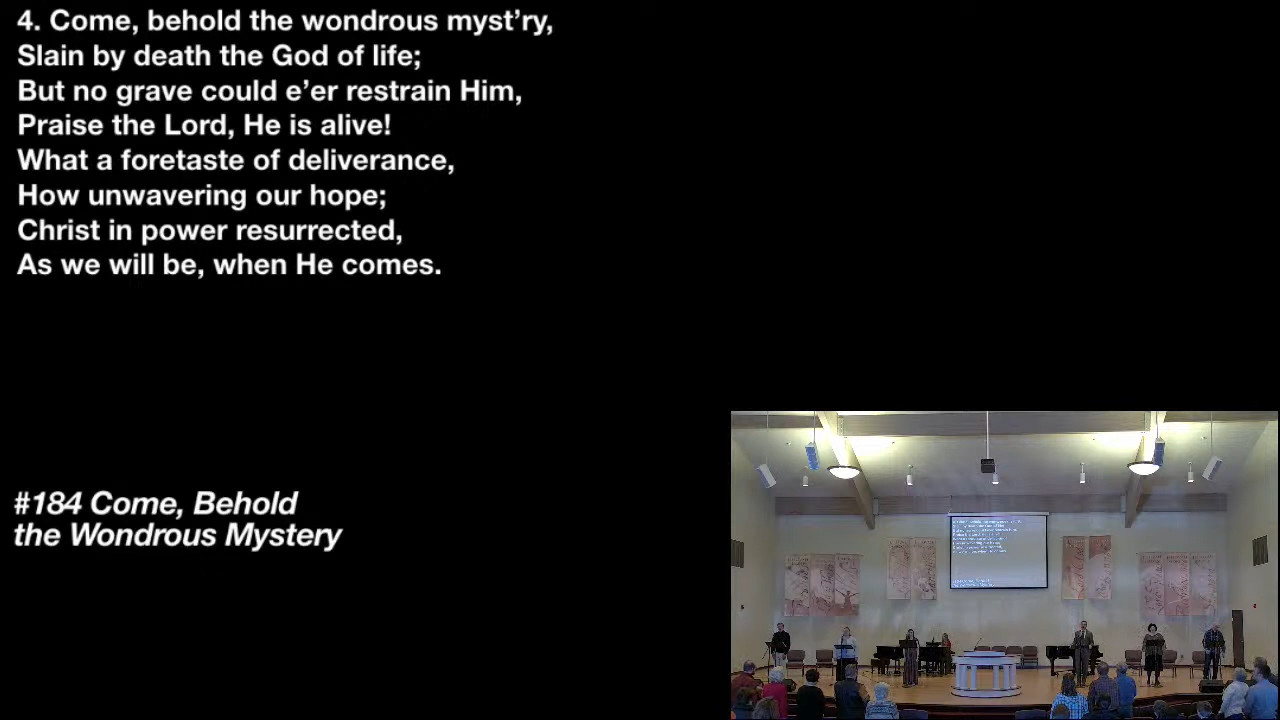 4. Come, behold the wondrous myst’ry,
Slain by death the God of life;
But no grave could e’er restrain Him,
Praise the Lord, He is alive!
What a foretaste of deliverance,
How unwavering our hope;
Christ in power resurrected,
As we will be, when He comes.
#184 Come, Behold
the Wondrous Mystery